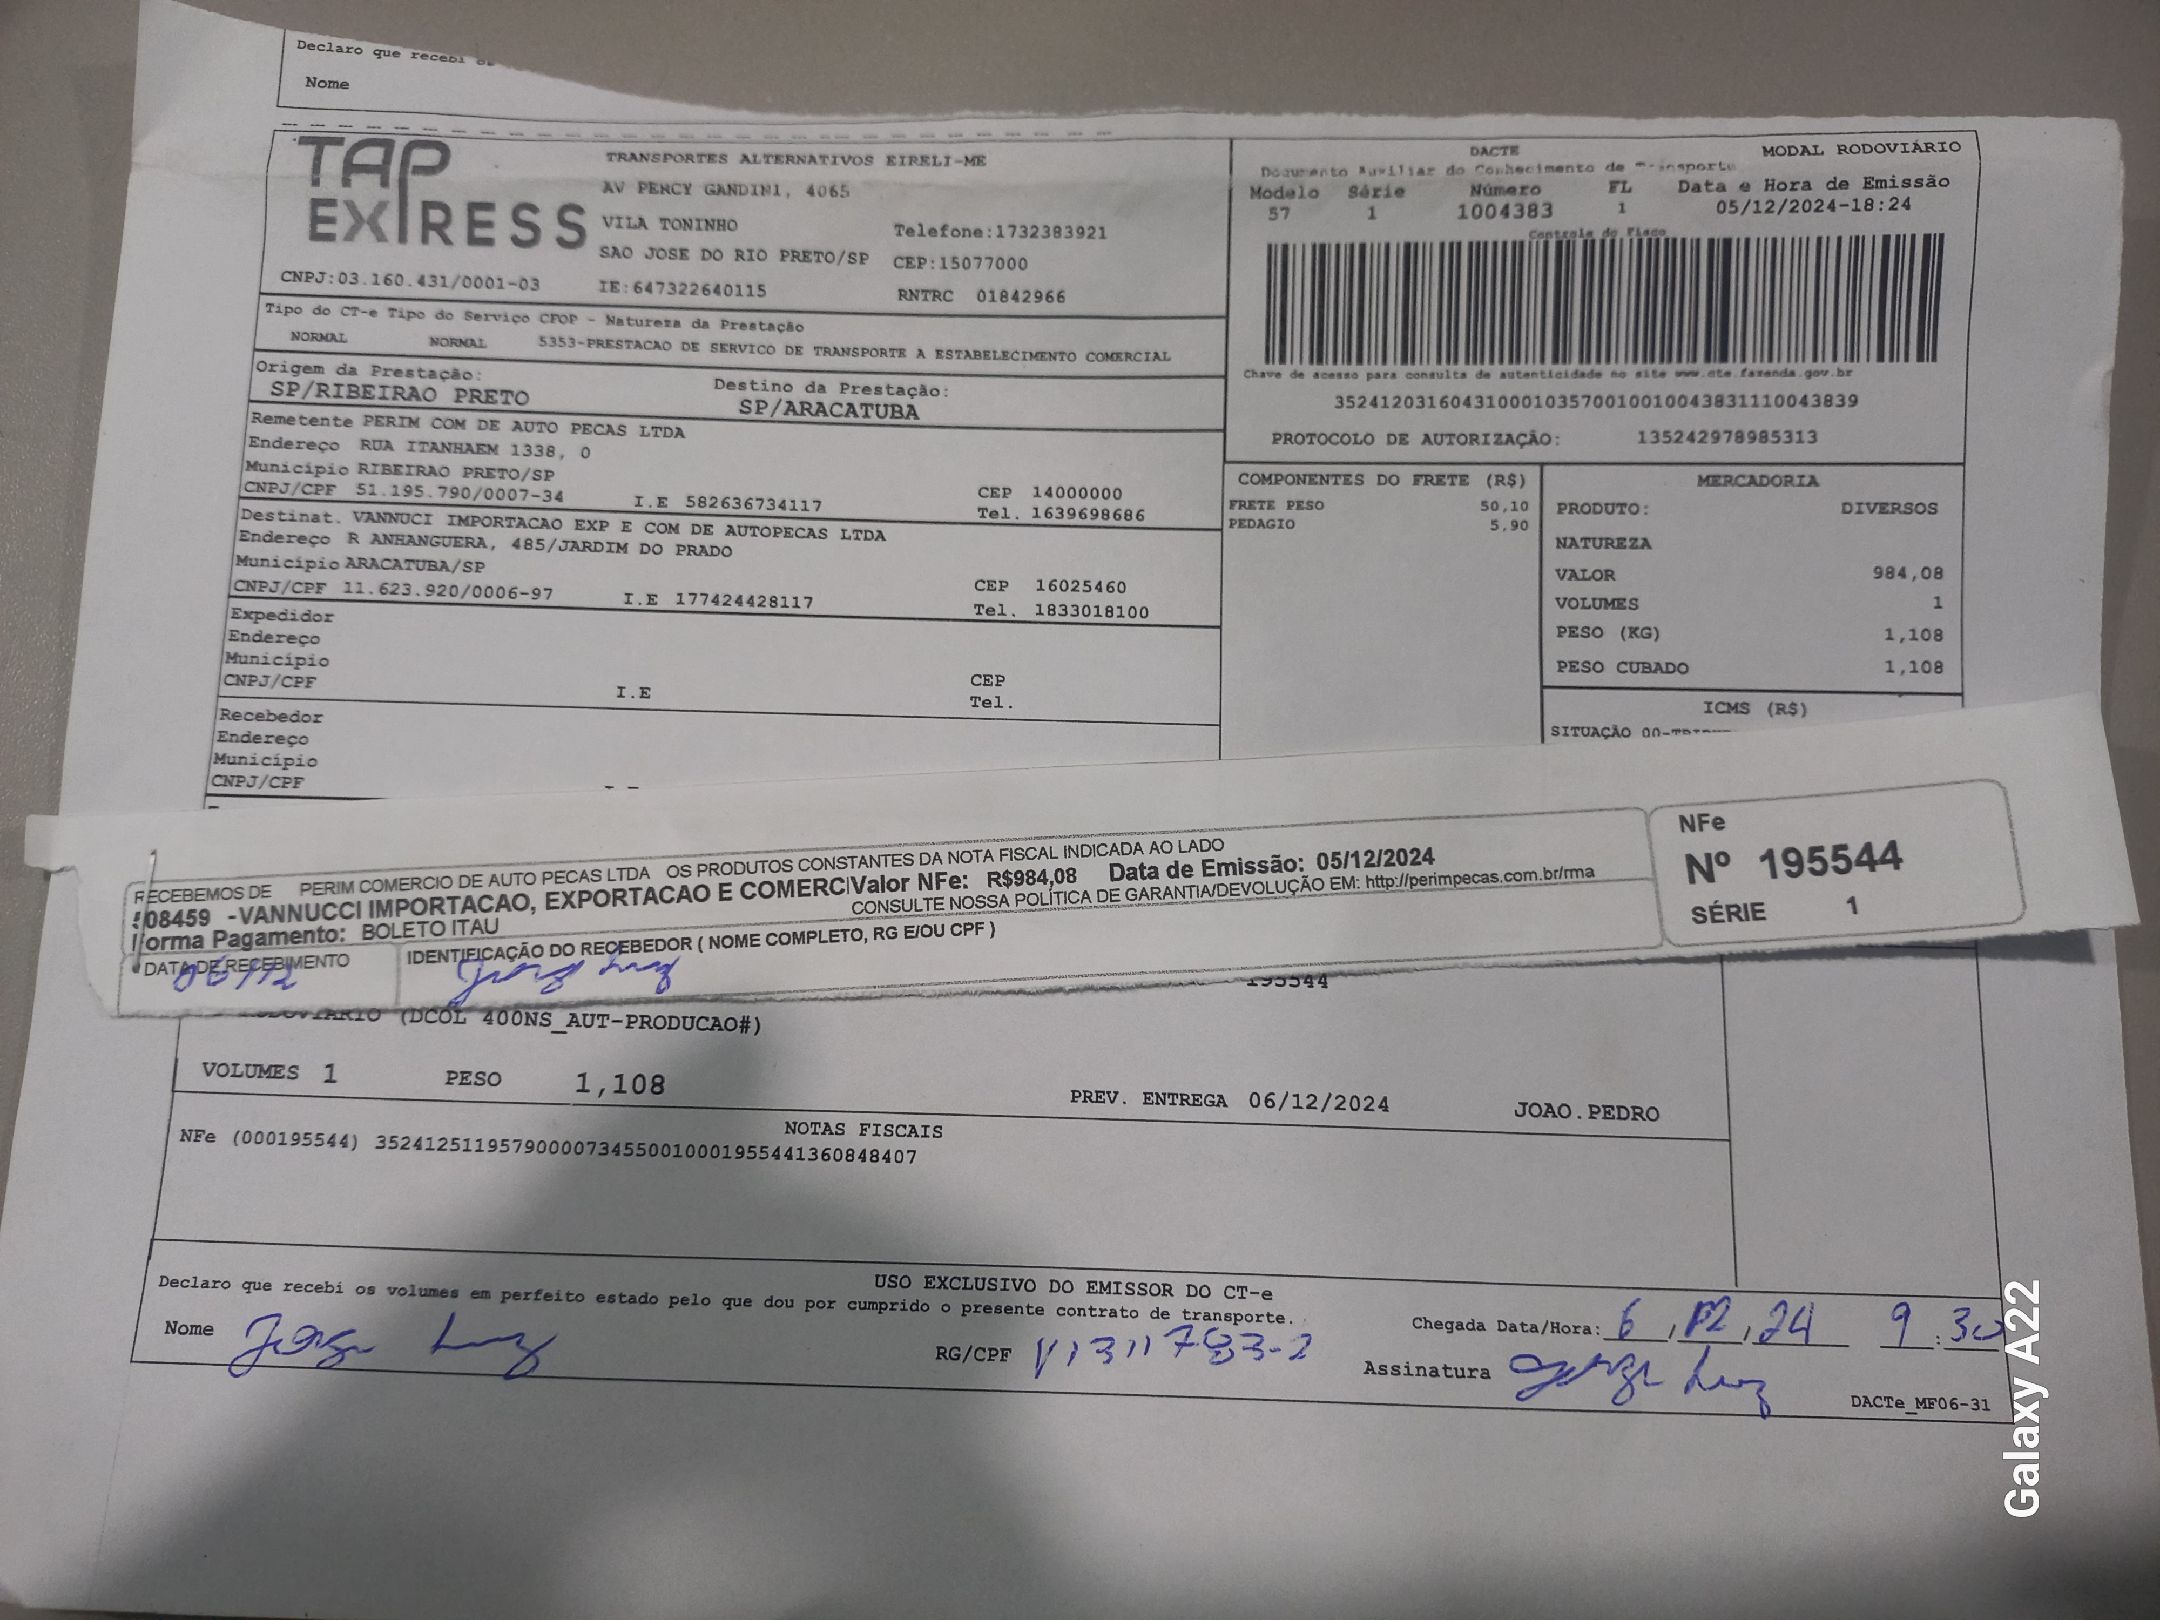 Declaro que recebi os
Nome
TAP EXPRESS
TRANSPORTES ALTERNATIVOS EIRELI-ME
AV PERCY GANDINI, 4065
VILA TONINHO
Telefone:1732383921
SAO JOSE DO RIO PRETO/SP CEP:15077000
CNPJ:03.160.431/0001-03 IE:647322640115 RNTRC 01842966
DACTE MODAL RODOVIÁRIO
Documento Auxiliar do Conhecimento de Transporte
Modelo Série Número FL Data e Hora de Emissão
57 1 1004383 1 05/12/2024-18:24
Controle do Fisco
Chave de acesso para consulta de autenticidade no site www.cte.fazenda.gov.br
35241203160431000103570010010043831110043839
PROTOCOLO DE AUTORIZAÇÃO: 135242978985313
Tipo do CT-e Tipo do Serviço CFOP - Natureza da Prestação
NORMAL NORMAL 5353-PRESTACAO DE SERVICO DE TRANSPORTE A ESTABELECIMENTO COMERCIAL
Origem da Prestação: Destino da Prestação:
SP/RIBEIRAO PRETO SP/ARACATUBA
Remetente PERIM COM DE AUTO PECAS LTDA
Endereço RUA ITANHAEM 1338, 0
Município RIBEIRAO PRETO/SP CEP 14000000
CNPJ/CPF 51.195.790/0007-34 I.E 582636734117 Tel. 1639698686
Destinat. VANNUCI IMPORTACAO EXP E COM DE AUTOPECAS LTDA
Endereço R ANHANGUERA, 485/JARDIM DO PRADO
Município ARACATUBA/SP CEP 16025460
CNPJ/CPF 11.623.920/0006-97 I.E 177424428117 Tel. 1833018100
Expedidor
Endereço
Município CEP
CNPJ/CPF I.E Tel.
Recebedor
Endereço
Município
CNPJ/CPF
COMPONENTES DO FRETE (R$)
FRETE PESO 50,10
PEDAGIO 5,90
MERCADORIA
PRODUTO: DIVERSOS
NATUREZA
VALOR 984,08
VOLUMES 1
PESO (KG) 1,108
PESO CUBADO 1,108
ICMS (R$)
SITUAÇÃO 00-
RECEBEMOS DE PERIM COMERCIO DE AUTO PECAS LTDA OS PRODUTOS CONSTANTES DA NOTA FISCAL INDICADA AO LADO
08459 -VANNUCCI IMPORTACAO, EXPORTACAO E COMERCI Valor NFe: R$984,08 Data de Emissão: 05/12/2024
Forma Pagamento: BOLETO ITAU CONSULTE NOSSA POLÍTICA DE GARANTIA/DEVOLUÇÃO EM: http://perimpecas.com.br/rma
DATA DE RECEBIMENTO IDENTIFICAÇÃO DO RECEBEDOR ( NOME COMPLETO, RG E/OU CPF )
06/12
NFe
Nº 195544
SÉRIE 1
195544
(DCOL 400NS_AUT-PRODUCAO#)
VOLUMES 1 PESO 1,108 PREV. ENTREGA 06/12/2024 JOAO.PEDRO
NOTAS FISCAIS
NFe (000195544) 35241251195790000734550010001955441360848407
USO EXCLUSIVO DO EMISSOR DO CT-e
Declaro que recebi os volumes em perfeito estado pelo que dou por cumprido o presente contrato de transporte.
Chegada Data/Hora: 6, 12, 24 9:30
Nome RG/CPF Assinatura
DACTe_MF06-31
Galaxy A22